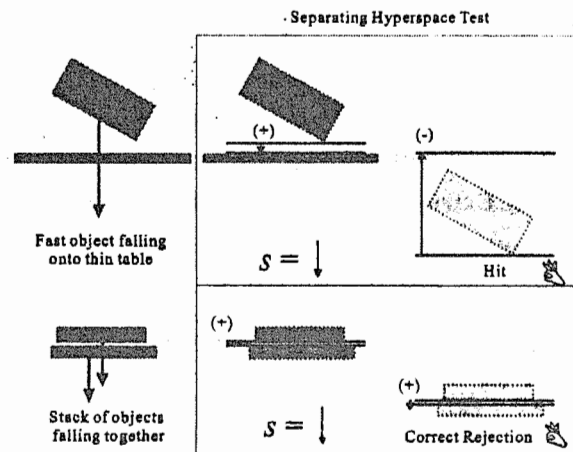 Separating Hyperspace Test
(+)
(-)
Fast object falling
onto thin table
s =
Hit
(+)
(+)
Stack of objects
falling together
s =
Correct Rejection